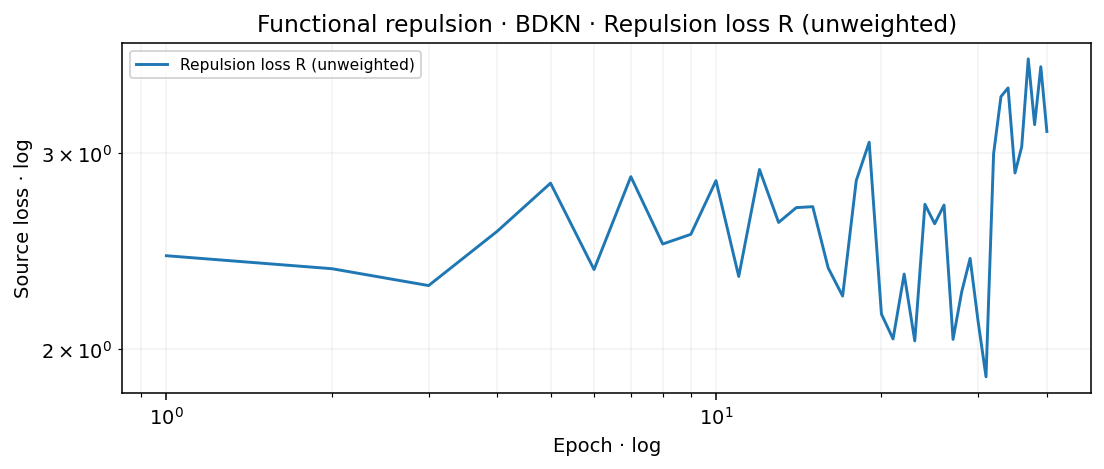 Functional repulsion · BDKN · Repulsion loss R (unweighted)
Repulsion loss R (unweighted)
Source loss · log
3 × 10⁰
2 × 10⁰
10⁰ 10¹
Epoch · log